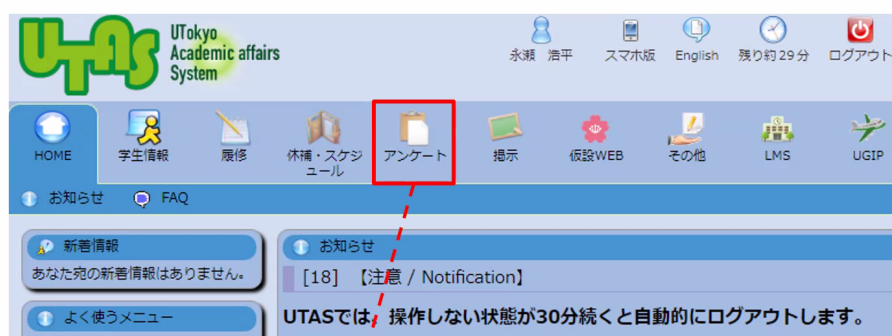 UTAS
UTokyo
Academic affairs
System
永瀬 浩平
スマホ版
English
残り約29分
ログアウト
HOME
学生情報
履修
休補・スケジ
ュール
アンケート
掲示
仮設WEB
その他
LMS
UGIP
お知らせ
FAQ
新着情報
あなた宛の新着情報はありません。
よく使うメニュー
お知らせ
[18] 【注意 / Notification】
UTASでは、操作しない状態が30分続くと自動的にログアウトします。